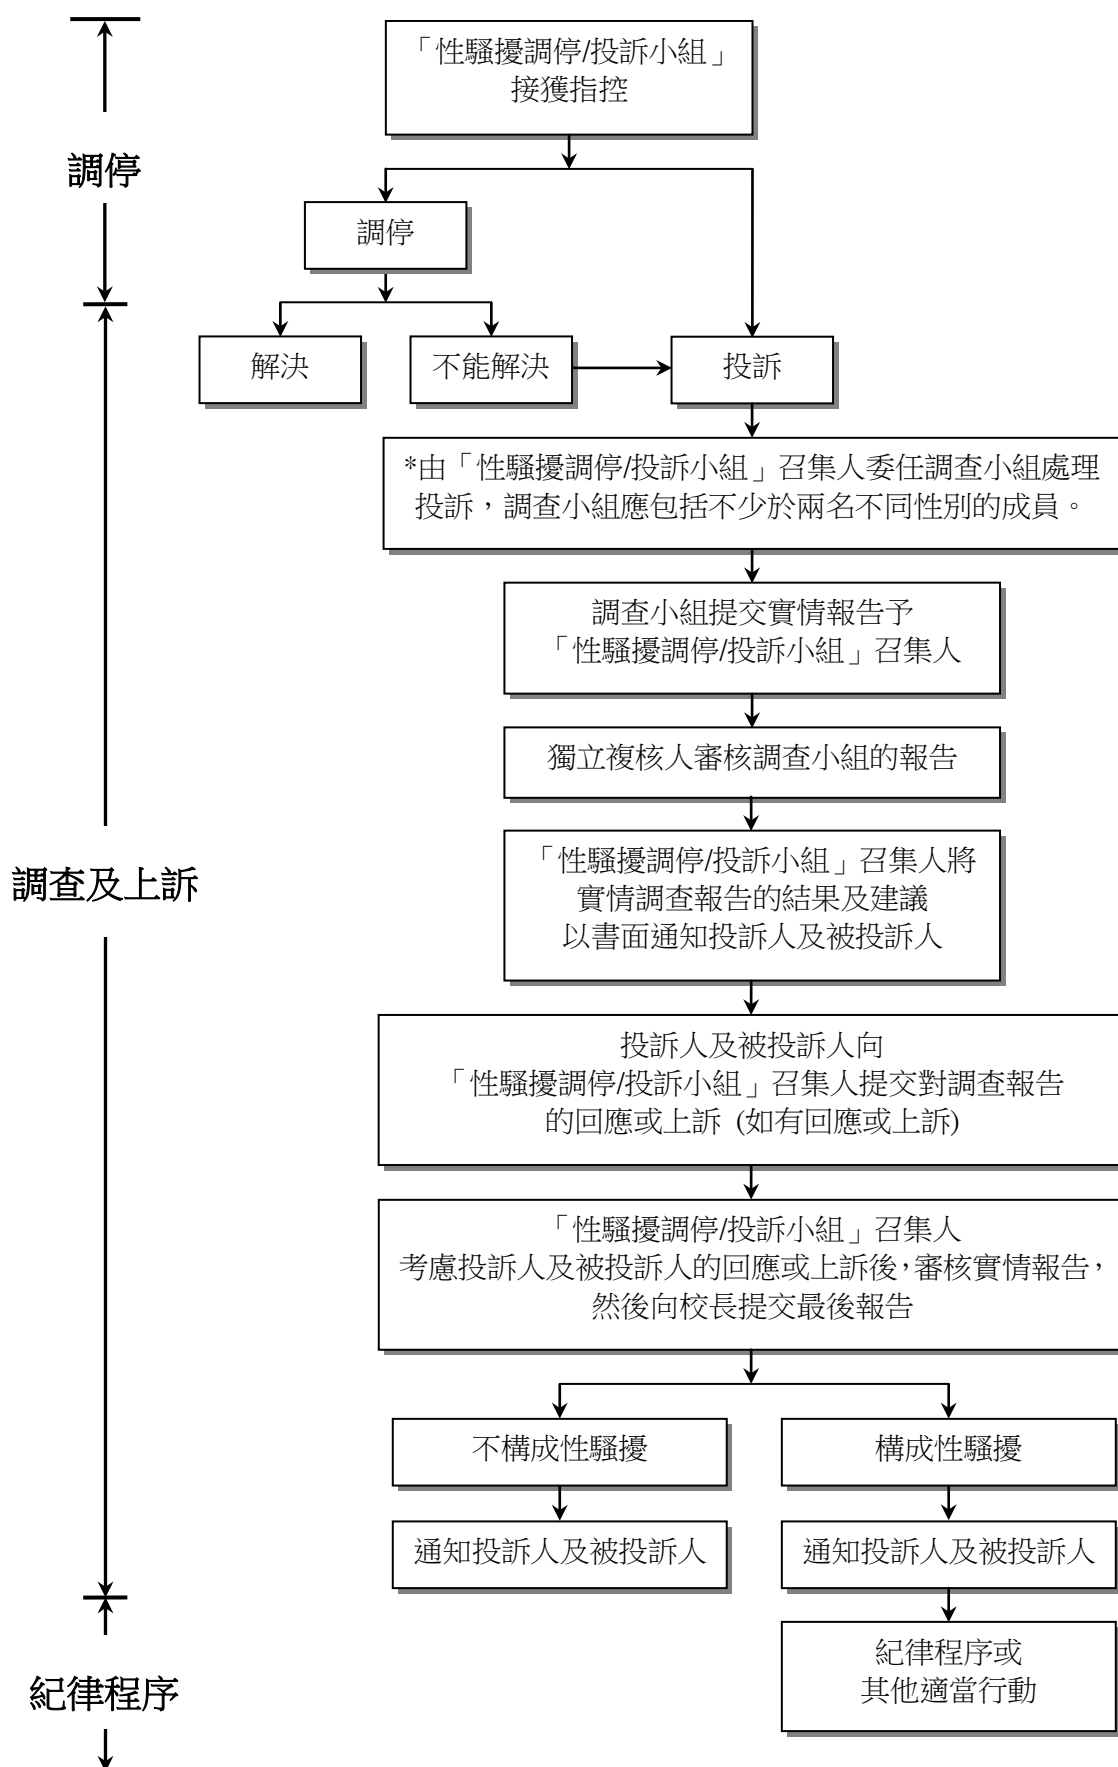 「性騷擾調停/投訴小組」
接獲指控
調停
調停
解決
不能解決
投訴
*由「性騷擾調停/投訴小組」召集人委任調查小組處理
投訴，調查小組應包括不少於兩名不同性別的成員。
調查小組提交實情報告予
「性騷擾調停/投訴小組」召集人
獨立複核人審核調查小組的報告
「性騷擾調停/投訴小組」召集人將
實情調查報告的結果及建議
以書面通知投訴人及被投訴人
調查及上訴
投訴人及被投訴人向
「性騷擾調停/投訴小組」召集人提交對調查報告
的回應或上訴 (如有回應或上訴)
「性騷擾調停/投訴小組」召集人
考慮投訴人及被投訴人的回應或上訴後，審核實情報告，
然後向校長提交最後報告
不構成性騷擾
構成性騷擾
通知投訴人及被投訴人
通知投訴人及被投訴人
紀律程序或
其他適當行動
紀律程序